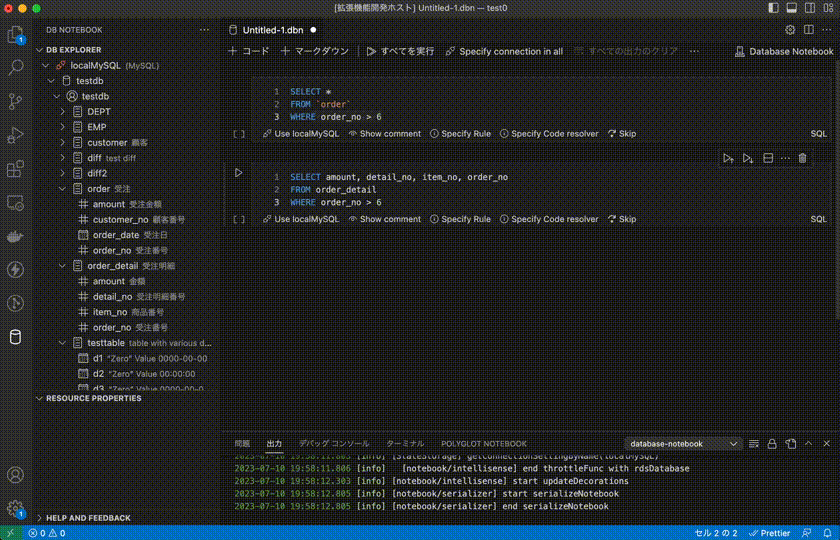 [拡張機能開発ホスト] Untitled-1.dbn — test0
DB NOTEBOOK
DB EXPLORER
localMySQL (MySQL)
testdb
testdb
DEPT
EMP
customer 顧客
diff test diff
diff2
order 受注
amount 受注金額
customer_no 顧客番号
order_date 受注日
order_no 受注番号
order_detail 受注明細
amount 金額
detail_no 受注明細番号
item_no 商品番号
order_no 受注番号
testtable table with various d...
d1 "Zero" Value 0000-00-00
d2 "Zero" Value 00:00:00
d3 "Zero" Value 0000-00-0
RESOURCE PROPERTIES
HELP AND FEEDBACK
Untitled-1.dbn
コード マークダウン すべてを実行 Specify connection in all すべての出力のクリア ... Database Notebook
1 SELECT *
2 FROM `order`
3 WHERE order_no > 6
[ ] Use localMySQL Show comment Specify Rule Specify Code resolver Skip SQL
1 SELECT amount, detail_no, item_no, order_no
2 FROM order_detail
3 WHERE order_no > 6
[ ] Use localMySQL Show comment Specify Rule Specify Code resolver Skip SQL
問題 出力 デバッグ コンソール ターミナル POLYGLOT NOTEBOOK database-notebook
2023-07-10 19:58:11.805 [info] [StateStorage] getConnectionSettingByName(localMySQL)
2023-07-10 19:58:11.806 [info] [notebook/intellisense] end throttleFunc with rdsDatabase
2023-07-10 19:58:12.303 [info] [notebook/intellisense] start updateDecorations
2023-07-10 19:58:12.805 [info] [notebook/serializer] start serializeNotebook
2023-07-10 19:58:12.805 [info] [notebook/serializer] end serializeNotebook
0 0 セル 2 の 2 Prettier
1
1